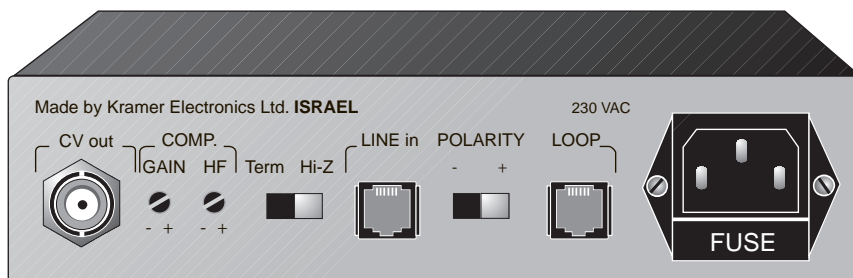 Made by Kramer Electronics Ltd. ISRAEL 230 VAC
CV out COMP. LINE in POLARITY LOOP
GAIN HF Term Hi-Z - +
- + - +
FUSE